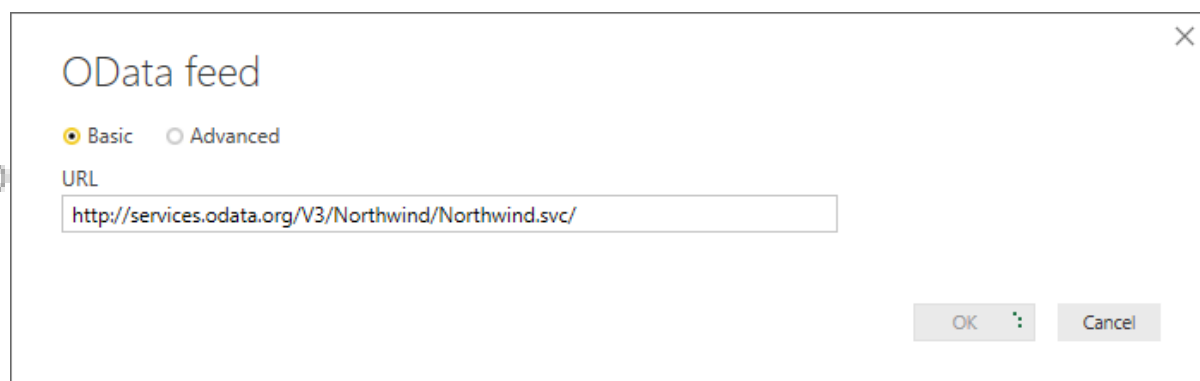 OData feed
Basic Advanced
URL
http://services.odata.org/V3/Northwind/Northwind.svc/
OK Cancel